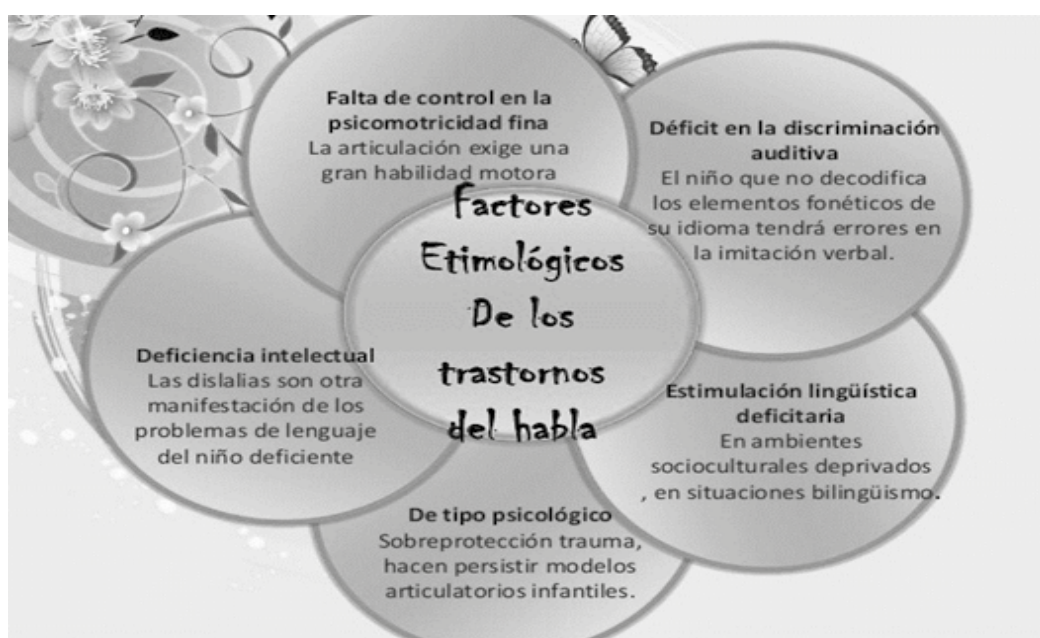 Falta de control en la
psicomotricidad fina
La articulación exige una
gran habilidad motora
Déficit en la discriminación
auditiva
El niño que no decodifica
los elementos fonéticos de
su idioma tendrá errores en
la imitación verbal.
Factores
Etimológicos
De los
trastornos
del habla
Deficiencia intelectual
Las dislalias son otra
manifestación de los
problemas de lenguaje
del niño deficiente
Estimulación lingüística
deficitaria
En ambientes
socioculturales deprivados
, en situaciones bilingüismo.
De tipo psicológico
Sobreprotección trauma,
hacen persistir modelos
articulatorios infantiles.